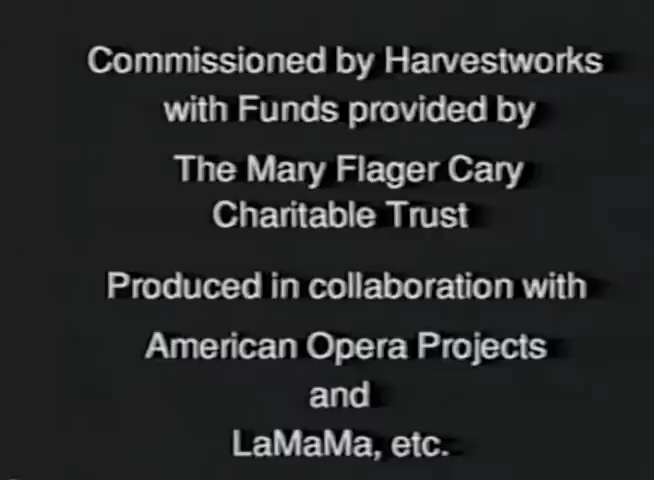 Commissioned by Harvestworks
with Funds provided by
The Mary Flager Cary
Charitable Trust
Produced in collaboration with
American Opera Projects
and
LaMaMa, etc.